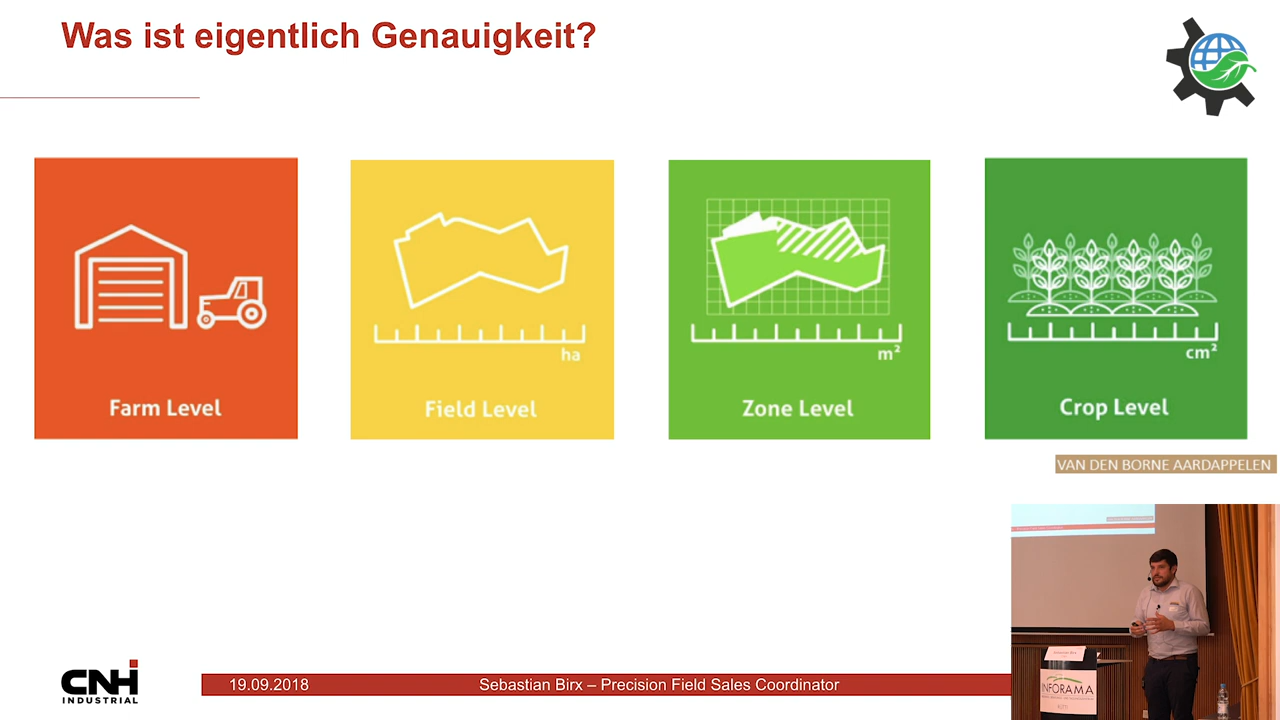 Was ist eigentlich Genauigkeit?
ha
m²
cm²
Farm Level
Field Level
Zone Level
Crop Level
VAN DEN BORNE AARDAPPELEN
CNH
INDUSTRIAL
19.09.2018
Sebastian Birx – Precision Field Sales Coordinator
INFORAMA